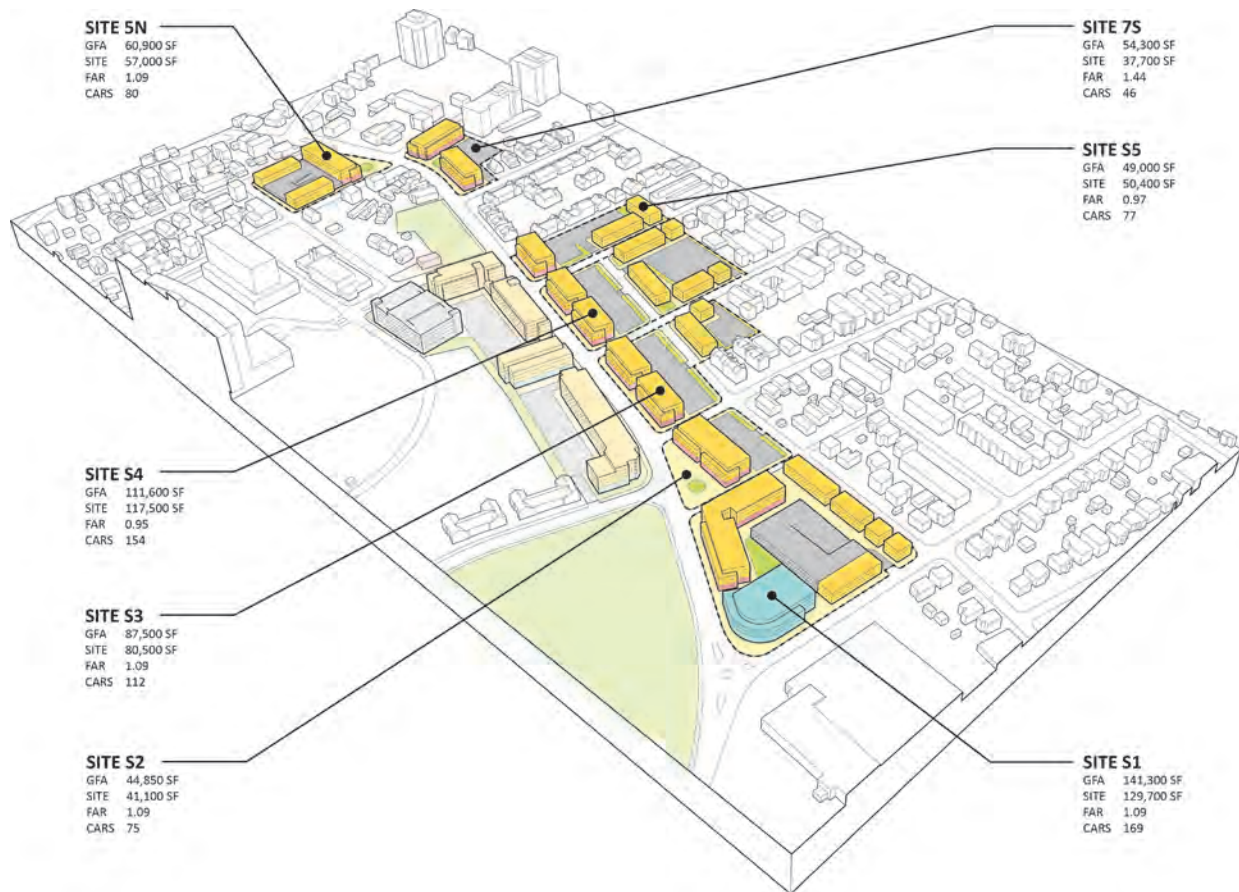 SITE 5N
GFA 60,900 SF
SITE 57,000 SF
FAR 1.09
CARS 80
SITE 7S
GFA 54,300 SF
SITE 37,700 SF
FAR 1.44
CARS 46
SITE S5
GFA 49,000 SF
SITE 50,400 SF
FAR 0.97
CARS 77
SITE S4
GFA 111,600 SF
SITE 117,500 SF
FAR 0.95
CARS 154
SITE S3
GFA 87,500 SF
SITE 80,500 SF
FAR 1.09
CARS 112
SITE S2
GFA 44,850 SF
SITE 41,100 SF
FAR 1.09
CARS 75
SITE S1
GFA 141,300 SF
SITE 129,700 SF
FAR 1.09
CARS 169